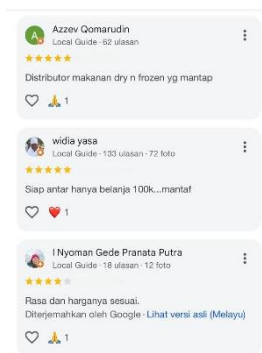 Azzev Qomarudin
Local Guide · 62 ulasan
Distributor makanan dry n frozen yg mantap
1
widia yasa
Local Guide · 133 ulasan · 72 foto
Siap antar hanya belanja 100k...mantaf
1
I Nyoman Gede Pranata Putra
Local Guide · 18 ulasan · 12 foto
Rasa dan harganya sesuai.
Diterjemahkan oleh Google · Lihat versi asli (Melayu)
1